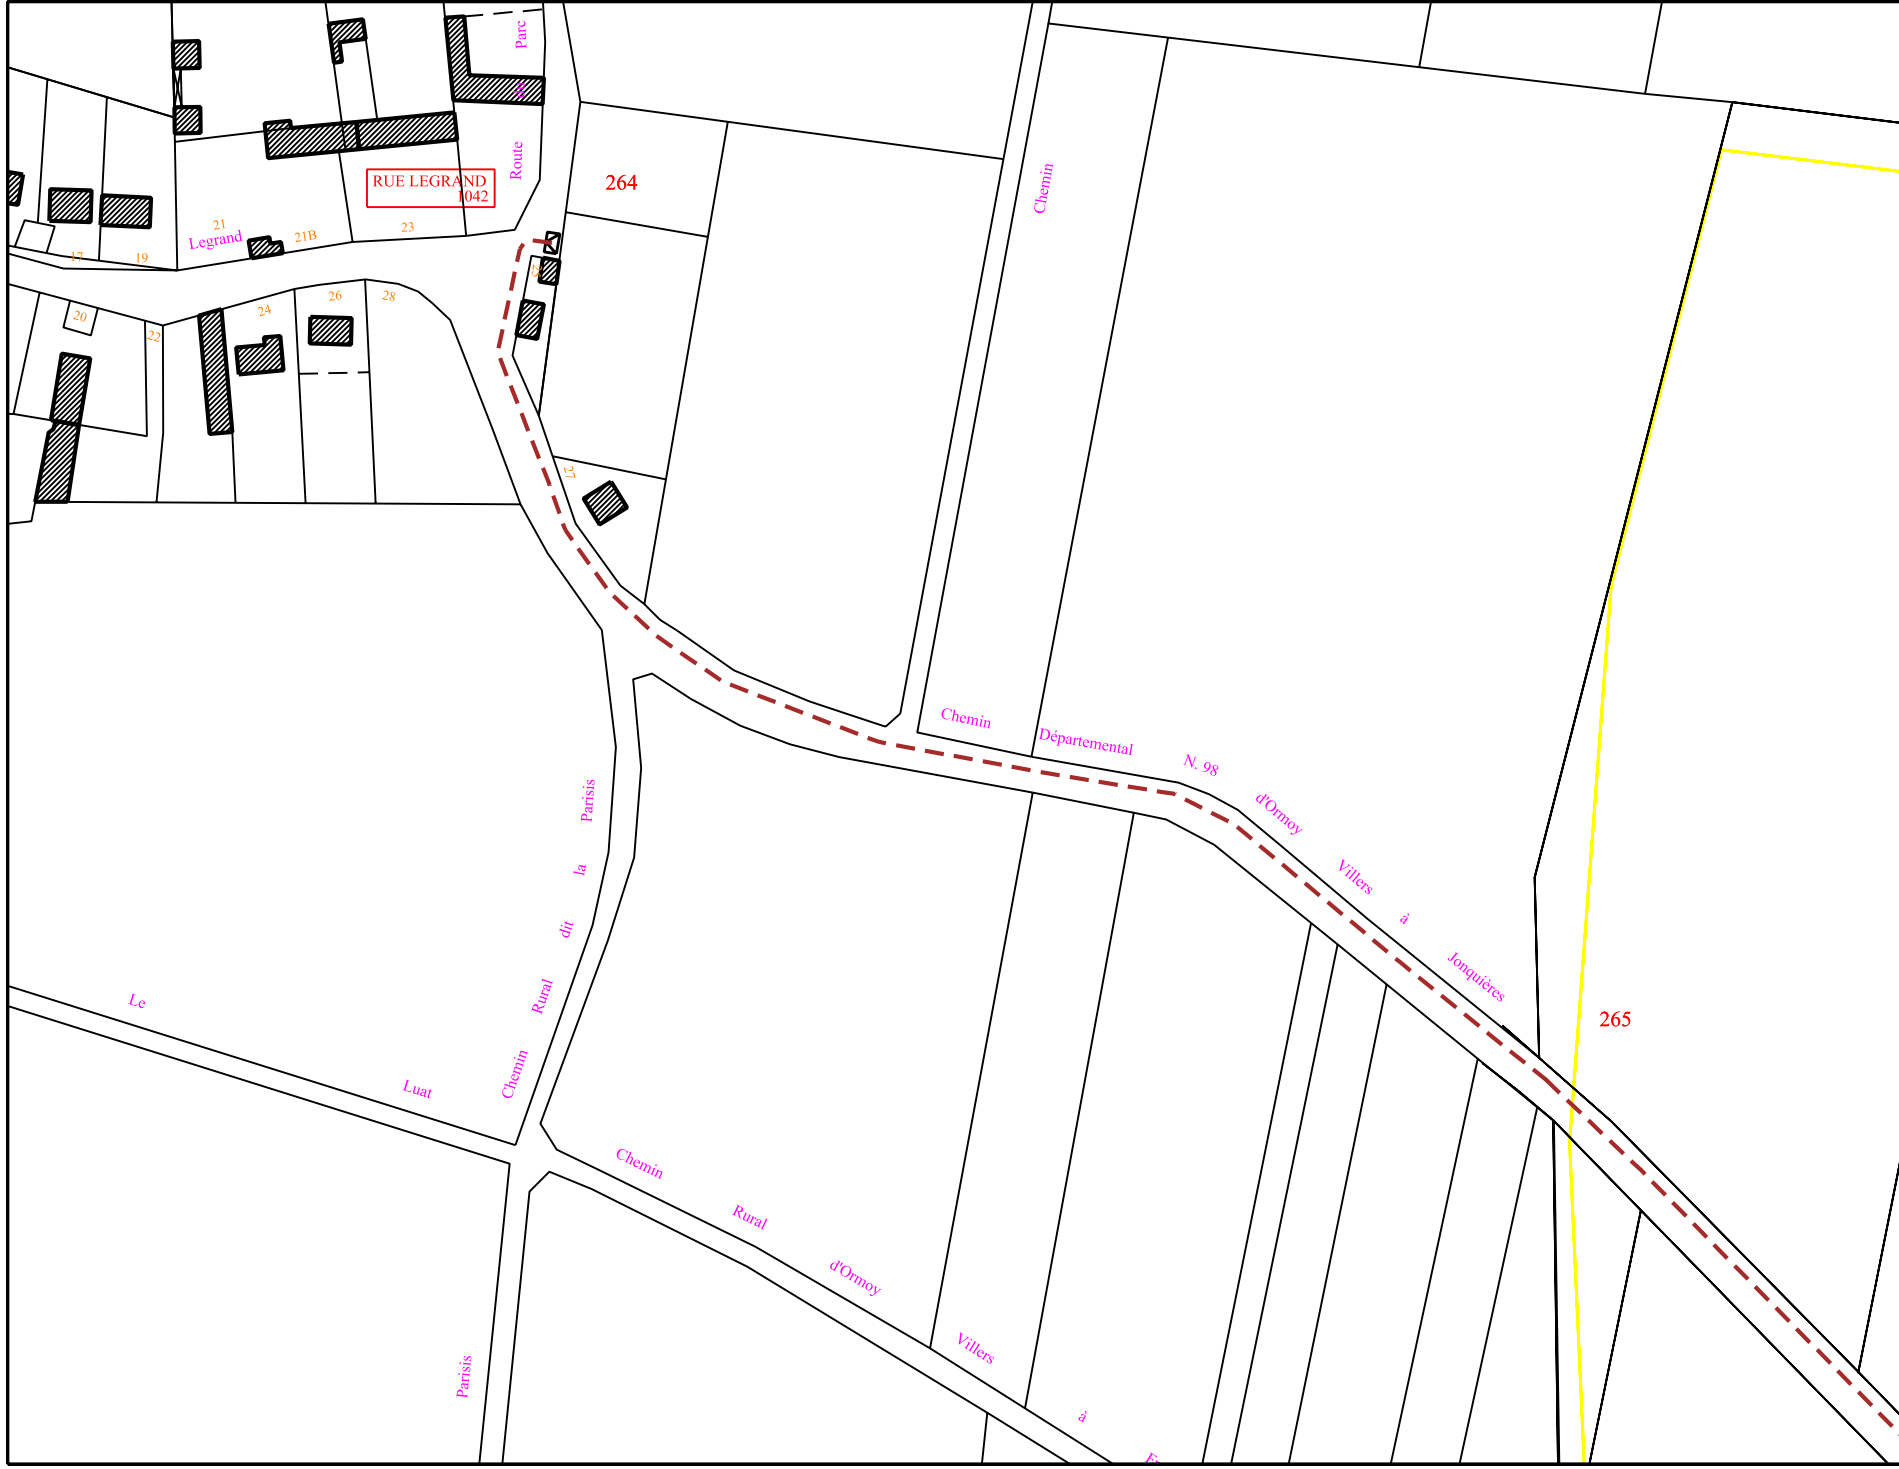 Parc
Route
Chemin
RUE LEGRAND
1042
264
21
Legrand
21B
23
17
19
25
20
22
24
26
28
27
Chemin
Départemental
N. 98
d'Ormoy
Villers
à
Jonquières
265
Parisis
la
dit
Rural
Chemin
Le
Luat
Chemin
Rural
d'Ormoy
Villers
à
Parisis